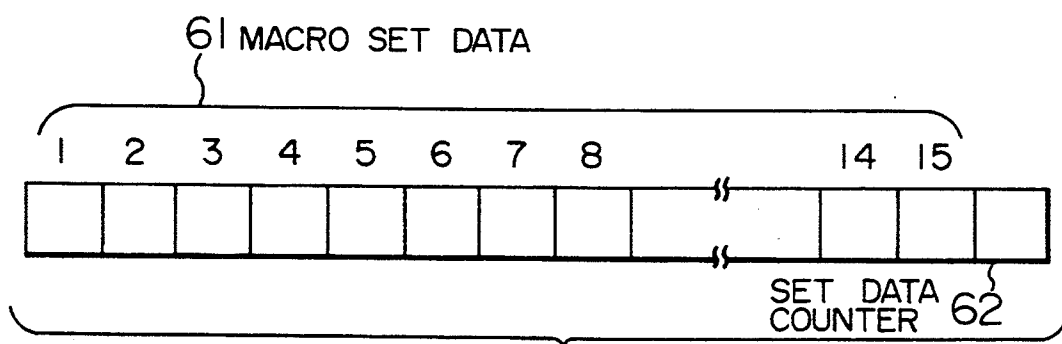 61 MACRO SET DATA
1 2 3 4 5 6 7 8 14 15
SET DATA
COUNTER 62